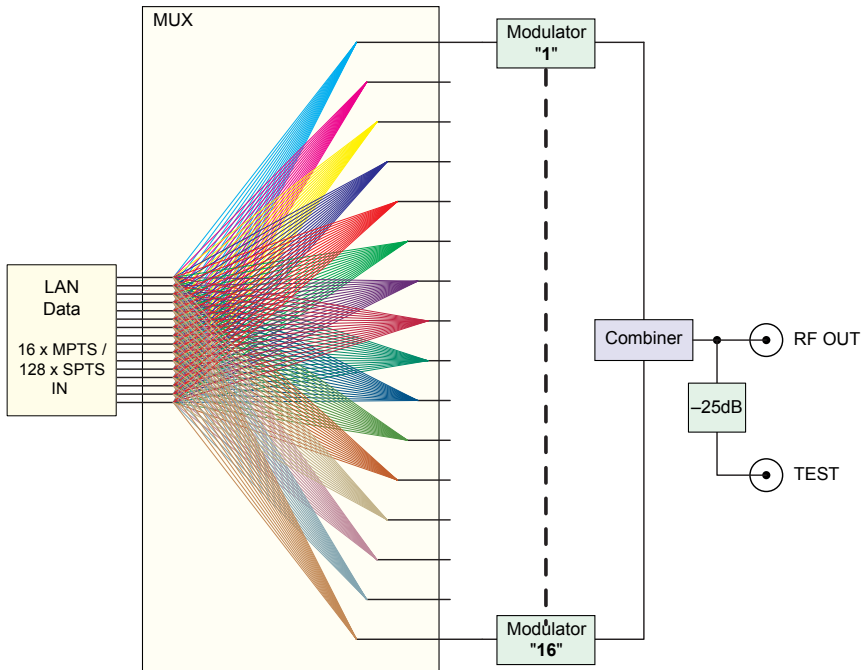 MUX
Modulator
"1"
LAN
Data
16 x MPTS /
128 x SPTS
IN
Combiner
RF OUT
–25dB
TEST
Modulator
"16"